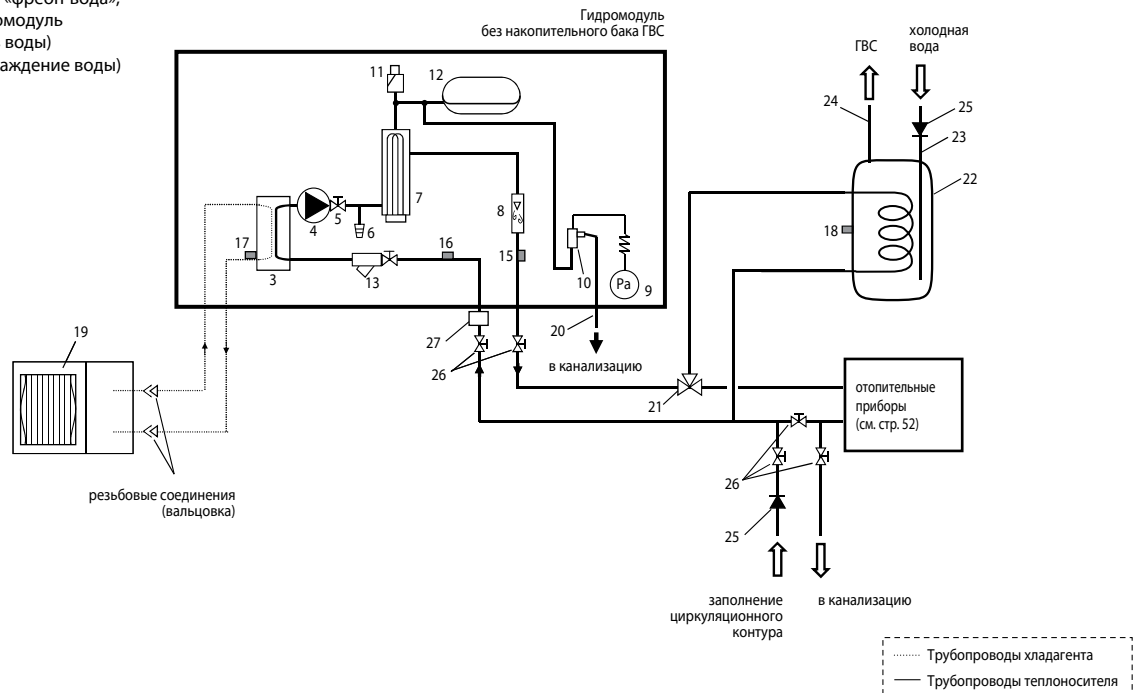 «фреон-вода»,
ромодуль
воды)
аждение воды)
Гидромодуль
без накопительного бака ГВС
ГВС
холодная
вода
11
12
24
25
23
22
7
8
18
4
5
6
17
3
13
16
15
10
Pa
9
19
27
20
26
в канализацию
21
отопительные
приборы
(см. стр. 52)
резьбовые соединения
(вальцовка)
26
25
заполнение
циркуляционного
контура
в канализацию
Трубопроводы хладагента
Трубопроводы теплоносителя